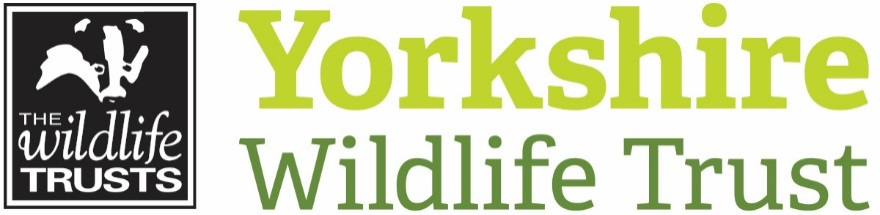 THE
wildlife
TRUSTS
Yorkshire
Wildlife Trust